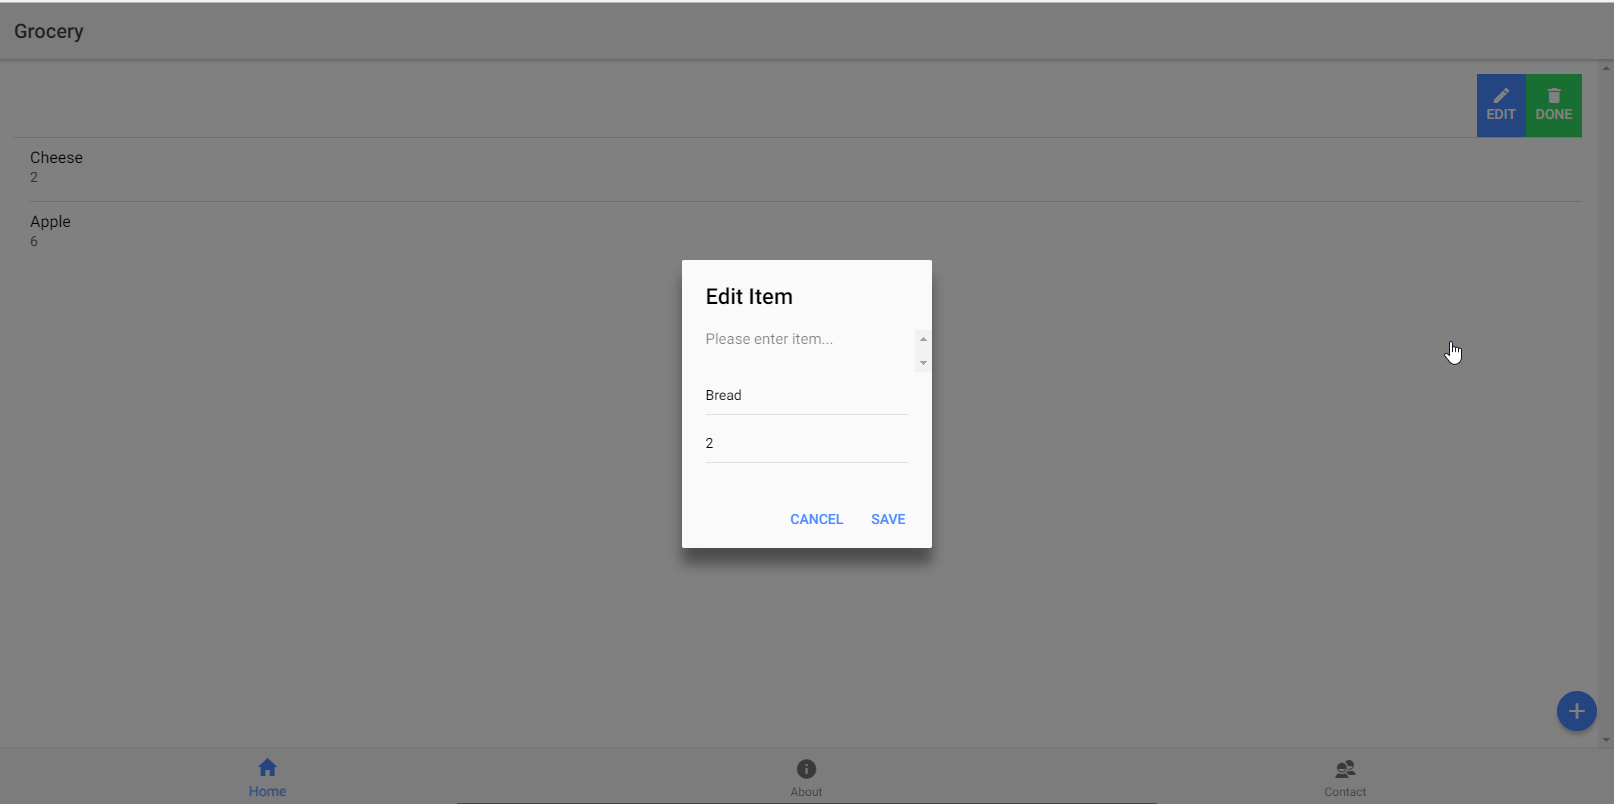 Grocery
EDIT
DONE
Cheese
2
Apple
6
Edit Item
Please enter item...
Bread
2
CANCEL
SAVE
Home
About
Contact